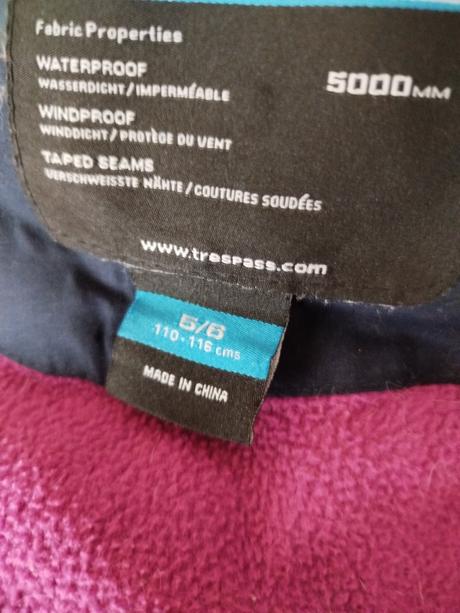 Fabric Properties
WATERPROOF 5000MM
WASSERDICHT/IMPERMÉABLE
WINDPROOF
WINDDICHT/PROTÈGE DU VENT
TAPED SEAMS
VERSCHWEISSTE NÄHTE/COUTURES SOUDÉES
www.trespass.com
5/6
110-116 cms
MADE IN CHINA